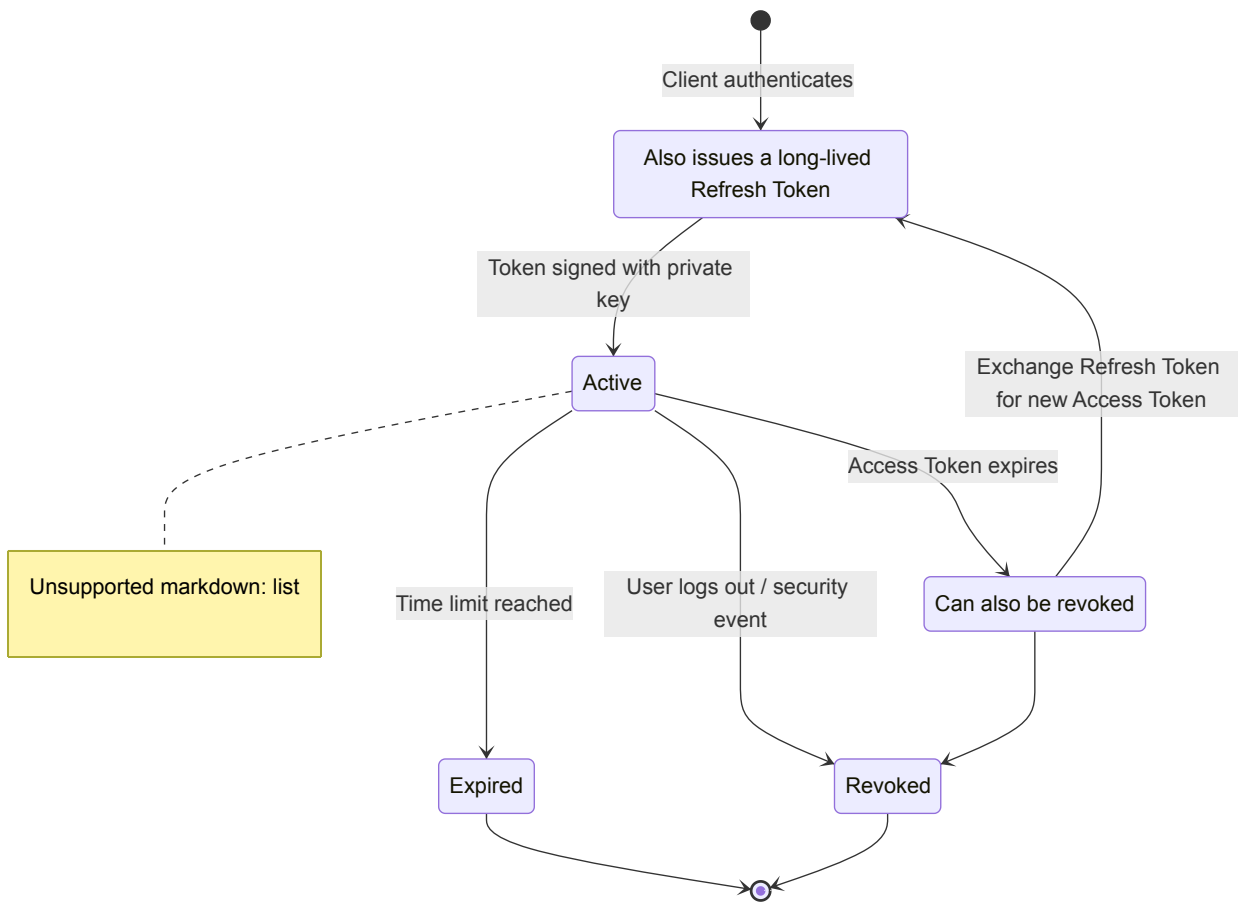 Client authenticates
Also issues a long-lived
Refresh Token
Token signed with private
key
Exchange Refresh Token
for new Access Token
Active
Access Token expires
Unsupported markdown: list
Time limit reached
User logs out / security
event
Can also be revoked
Expired
Revoked